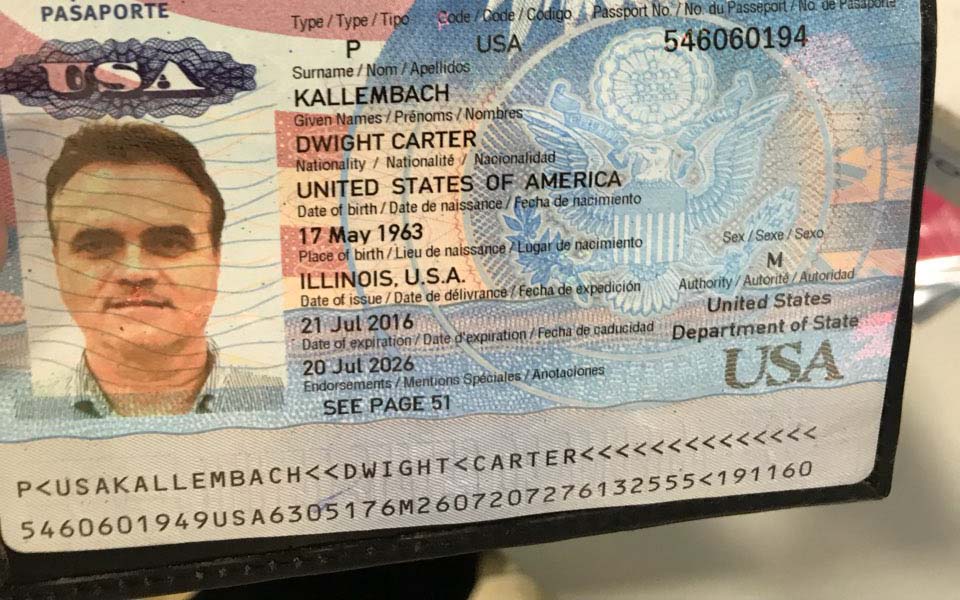 PASAPORTE
Type / Type / Tipo Code / Code / Código Passport No. / No. du Passeport / No. de Pasaporte
P USA 546060194
USA
Surname / Nom / Apellidos
KALLEMBACH
Given Names / Prénoms / Nombres
DWIGHT CARTER
Nationality / Nationalité / Nacionalidad
UNITED STATES OF AMERICA
Date of birth / Date de naissance / Fecha de nacimiento
17 May 1963
Place of birth / Lieu de naissance / Lugar de nacimiento Sex / Sexe / Sexo
ILLINOIS, U.S.A. M
Date of issue / Date de délivrance / Fecha de expedición Authority / Autorité / Autoridad
21 Jul 2016 United States
Date of expiration / Date d'expiration / Fecha de caducidad Department of State
20 Jul 2026 USA
Endorsements / Mentions Spéciales / Anotaciones
SEE PAGE 51
P<USAKALLEMBACH<<DWIGHT<CARTER<<<<<<<<<<<<<<
5460601949USA6305176M2607207276132555<191160